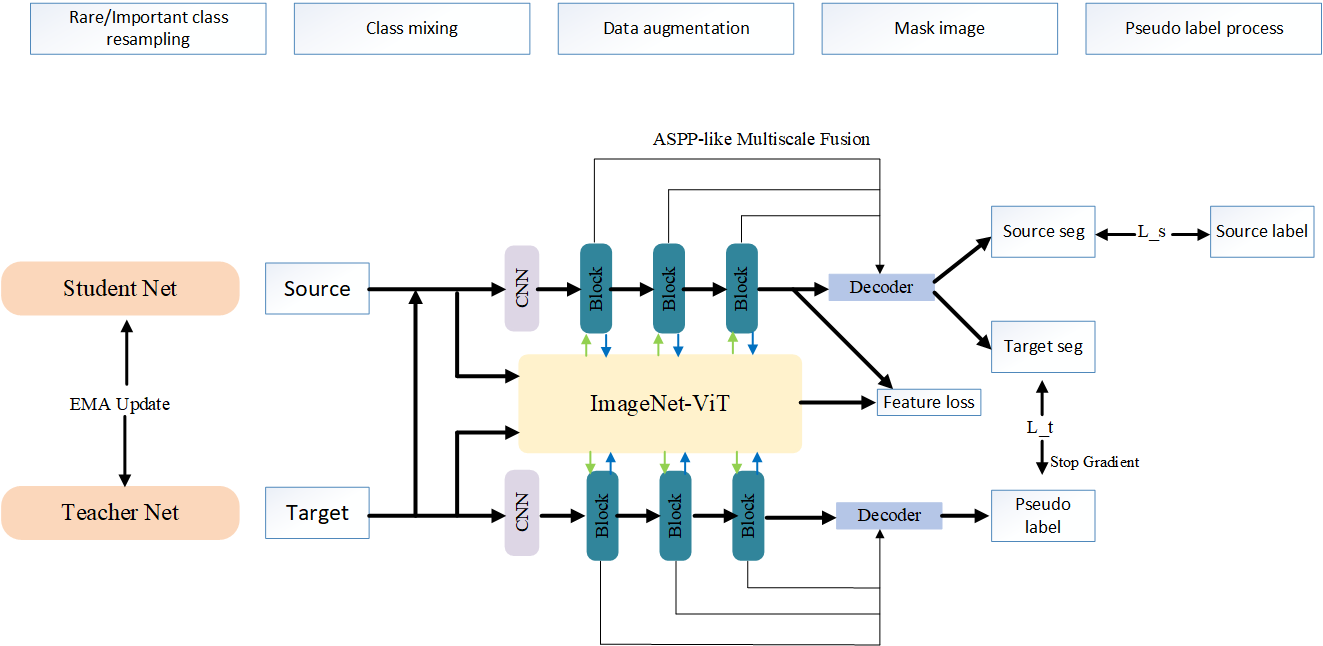 Rare/Important class
resampling
Class mixing
Data augmentation
Mask image
Pseudo label process
ASPP-like Multiscale Fusion
Student Net
Source
CNN
Block
Block
Block
Decoder
Source seg
L_s
Source label
Target seg
EMA Update
ImageNet-ViT
Feature loss
L_t
Stop Gradient
Teacher Net
Target
CNN
Block
Block
Block
Decoder
Pseudo
label